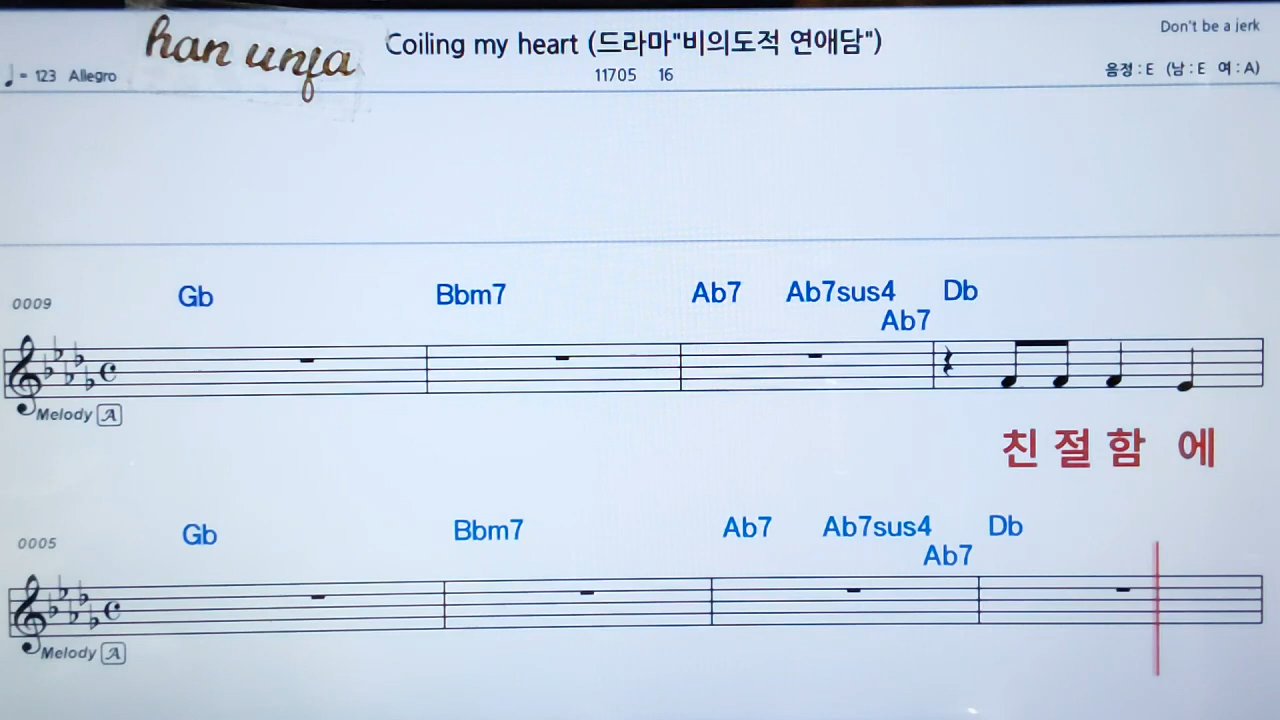 han unja
Coiling my heart (드라마"비의도적 연애담")
Don't be a jerk
♩= 123 Allegro
11705 16
음정 : E (남 : E 여 : A)
0009
Gb Bbm7 Ab7 Ab7sus4 Db
Ab7
Melody A
친 절 함 에
0005
Gb Bbm7 Ab7 Ab7sus4 Db
Ab7
Melody A